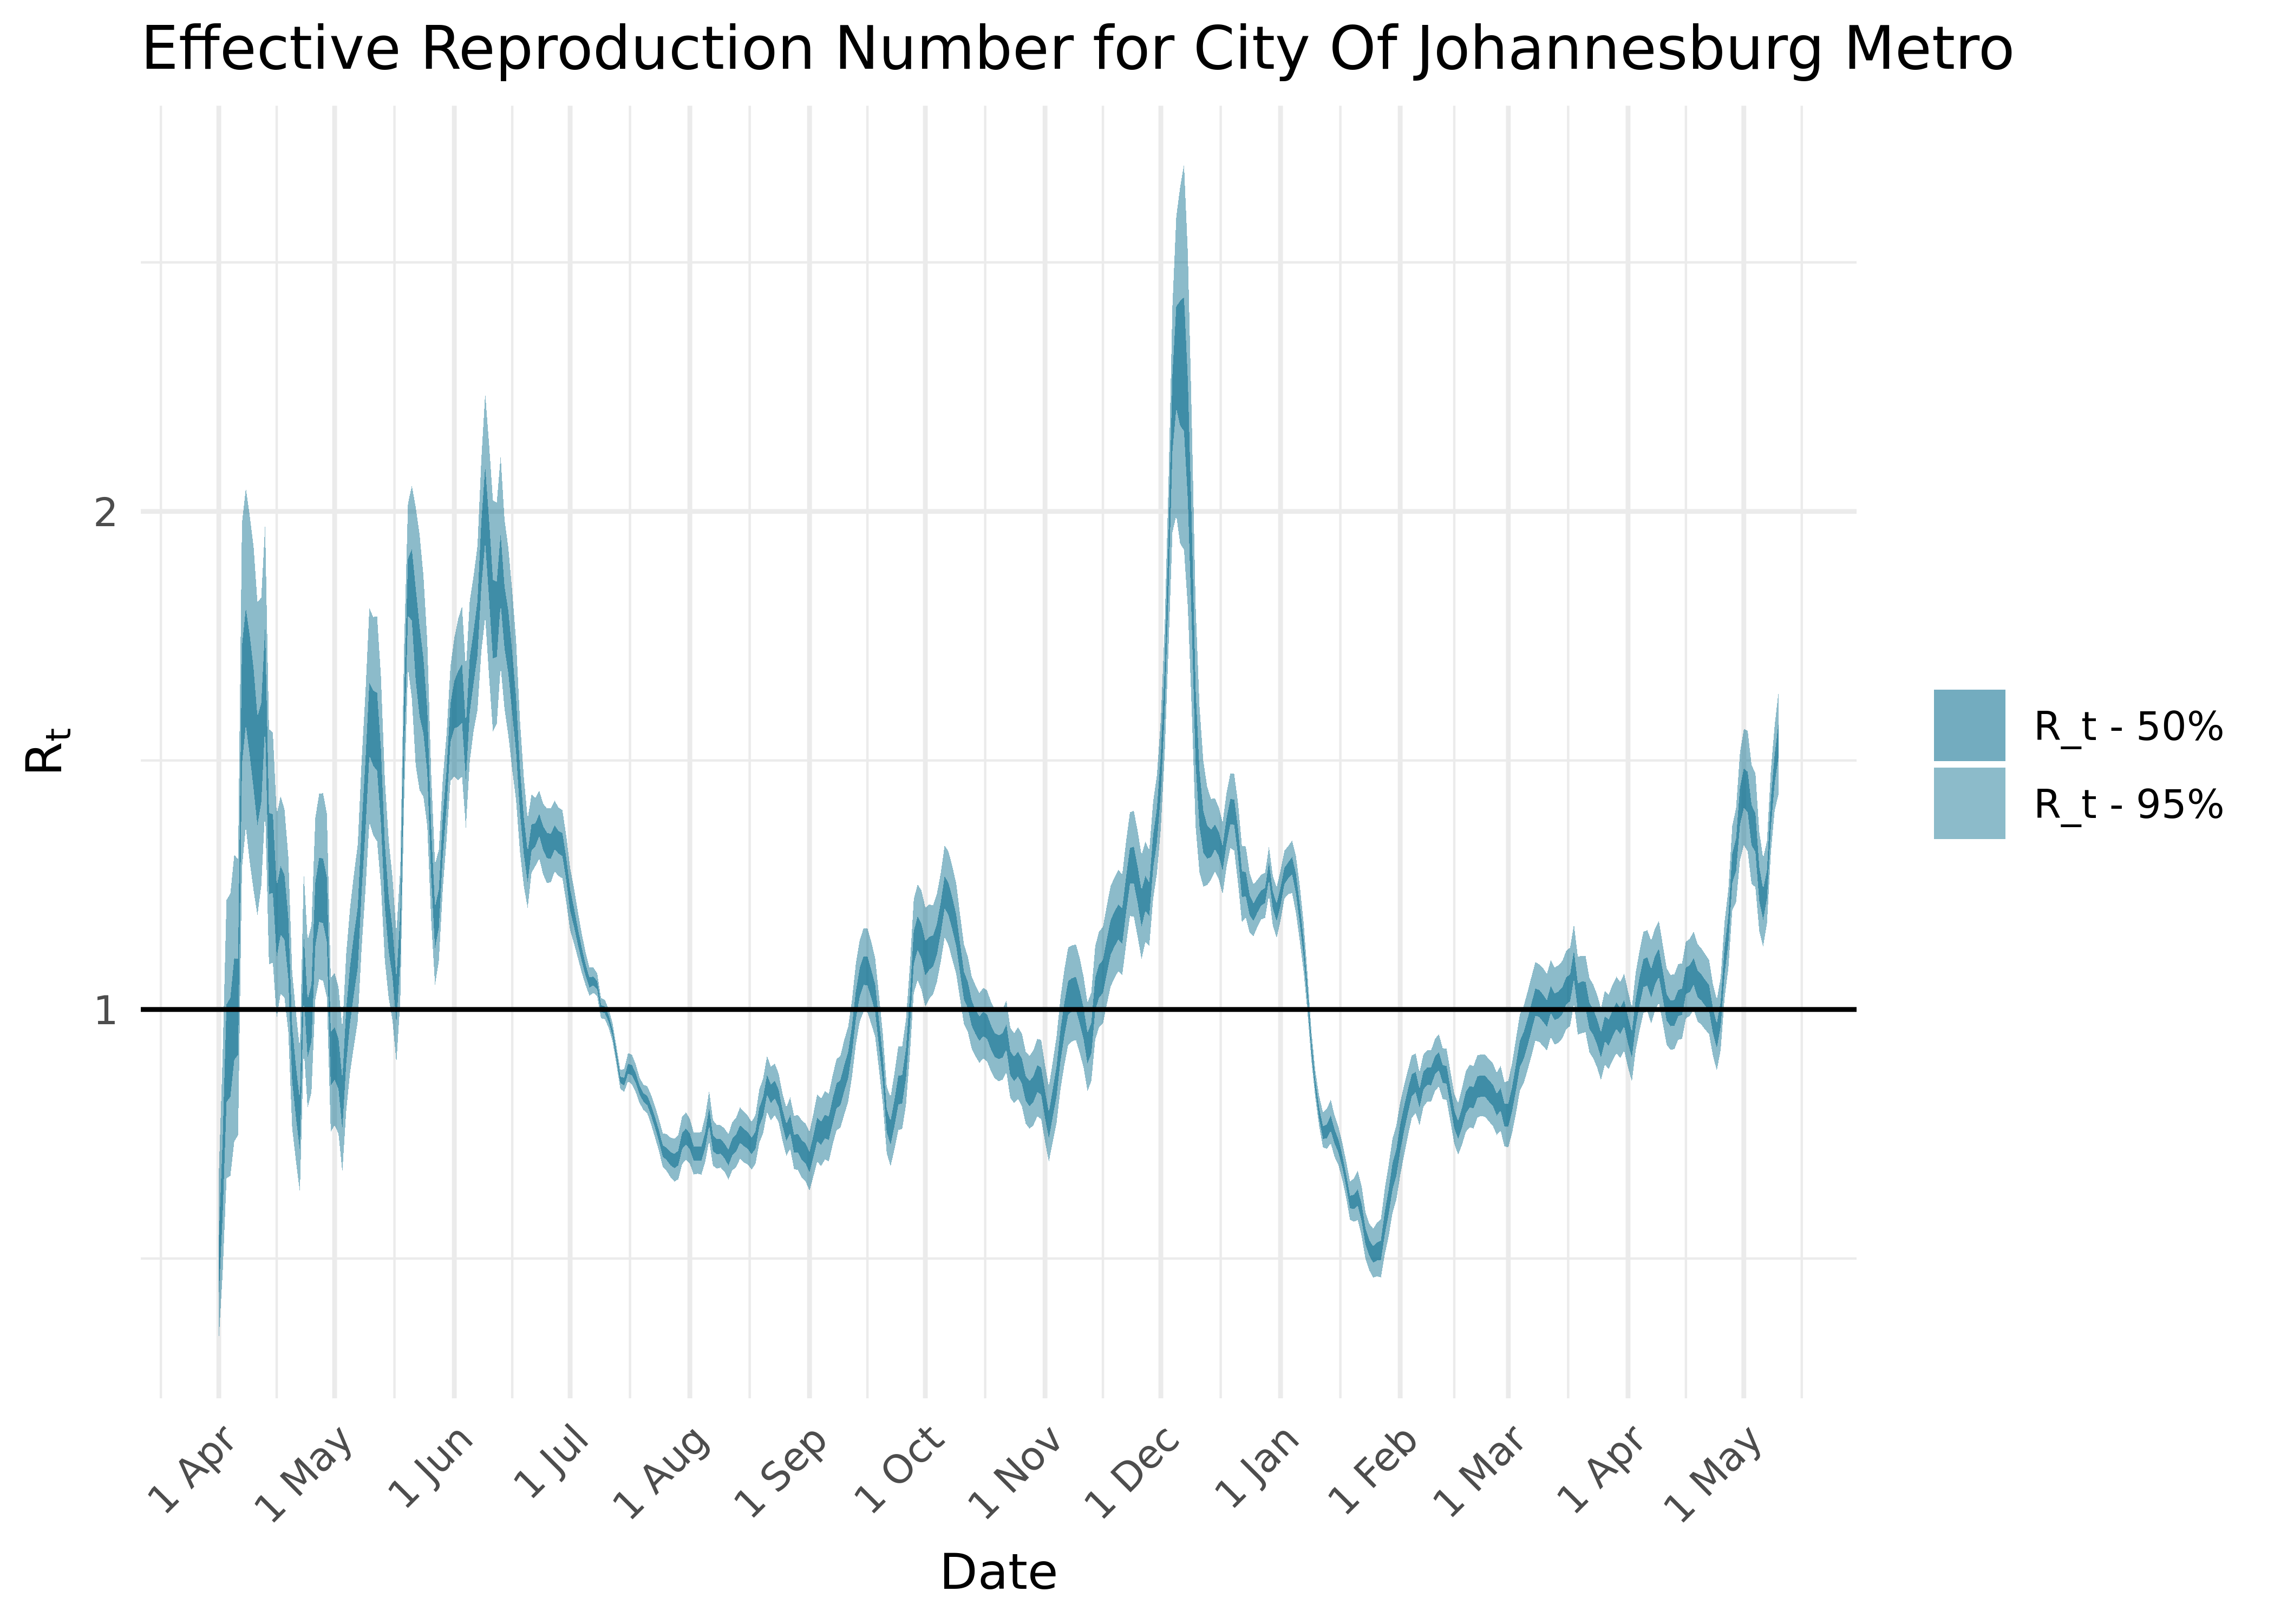 Effective Reproduction Number for City Of Johannesburg Metro
2
1
Rt
R_t - 50%
R_t - 95%
1 Apr
1 May
1 Jun
1 Jul
1 Aug
1 Sep
1 Oct
1 Nov
1 Dec
1 Jan
1 Feb
1 Mar
1 Apr
1 May
Date